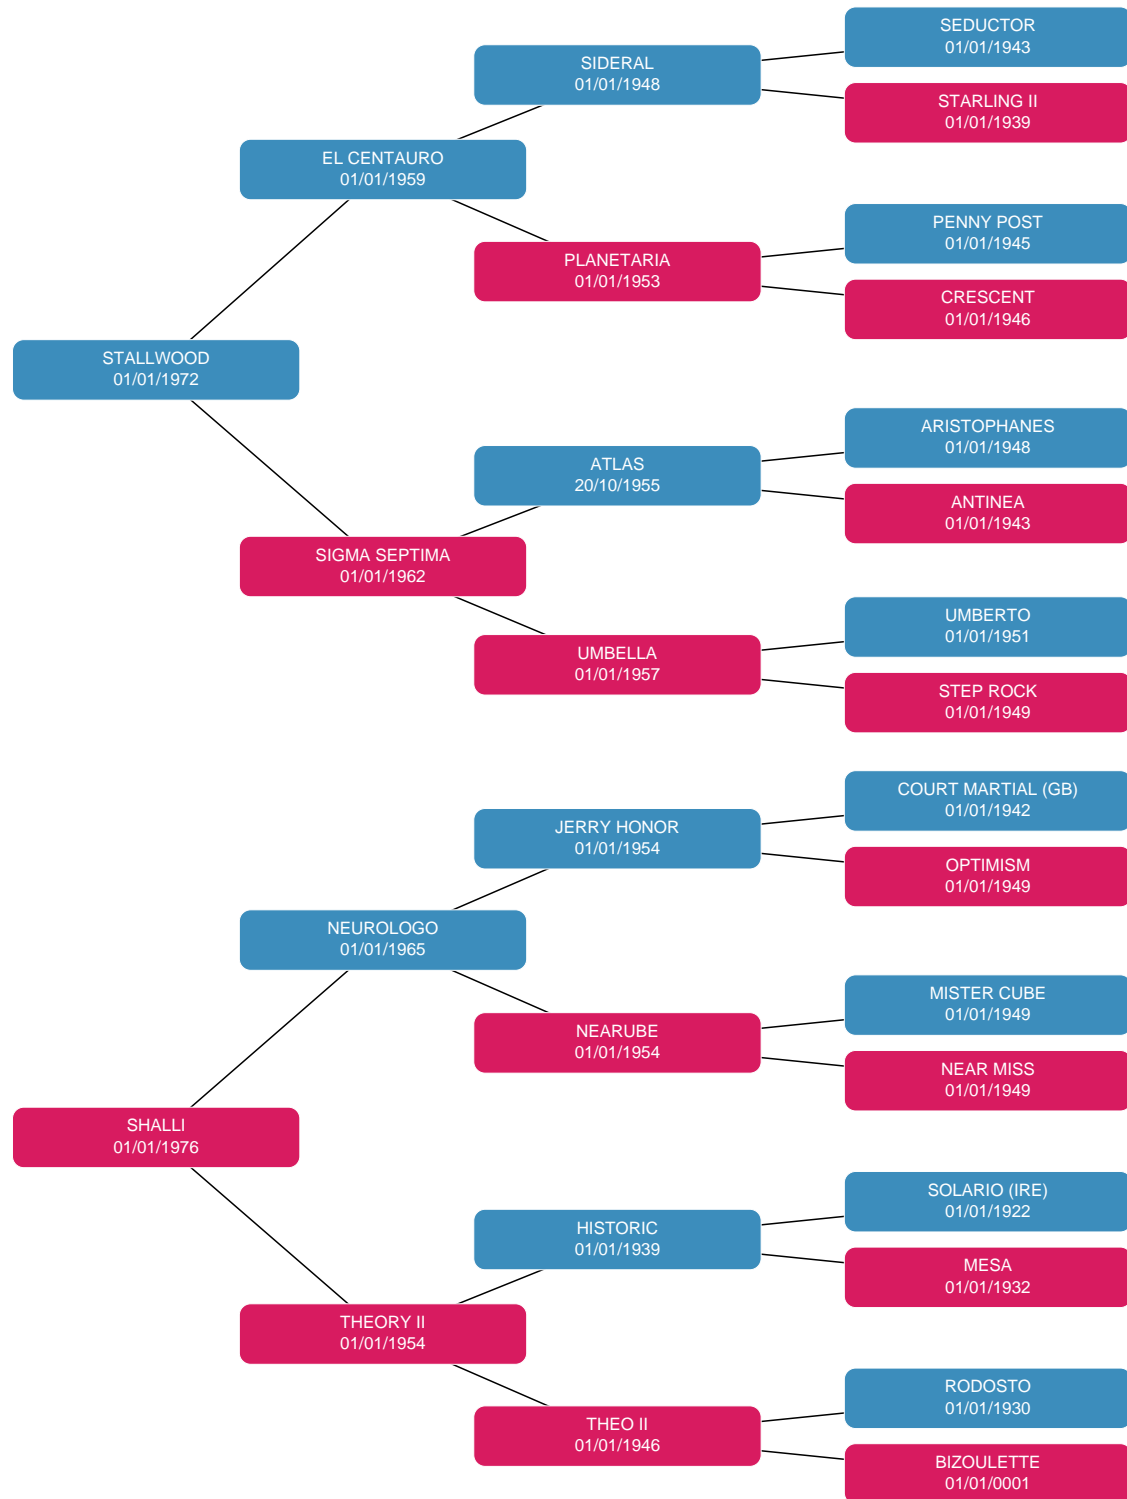 SEDUCTOR
01/01/1943
SIDERAL
01/01/1948
STARLING II
01/01/1939
EL CENTAURO
01/01/1959
PENNY POST
01/01/1945
PLANETARIA
01/01/1953
CRESCENT
01/01/1946
STALLWOOD
01/01/1972
ARISTOPHANES
01/01/1948
ATLAS
20/10/1955
ANTINEA
01/01/1943
SIGMA SEPTIMA
01/01/1962
UMBERTO
01/01/1951
UMBELLA
01/01/1957
STEP ROCK
01/01/1949
COURT MARTIAL (GB)
01/01/1942
JERRY HONOR
01/01/1954
OPTIMISM
01/01/1949
NEUROLOGO
01/01/1965
MISTER CUBE
01/01/1949
NEARUBE
01/01/1954
NEAR MISS
01/01/1949
SHALLI
01/01/1976
SOLARIO (IRE)
01/01/1922
HISTORIC
01/01/1939
MESA
01/01/1932
THEORY II
01/01/1954
RODOSTO
01/01/1930
THEO II
01/01/1946
BIZOULETTE
01/01/0001